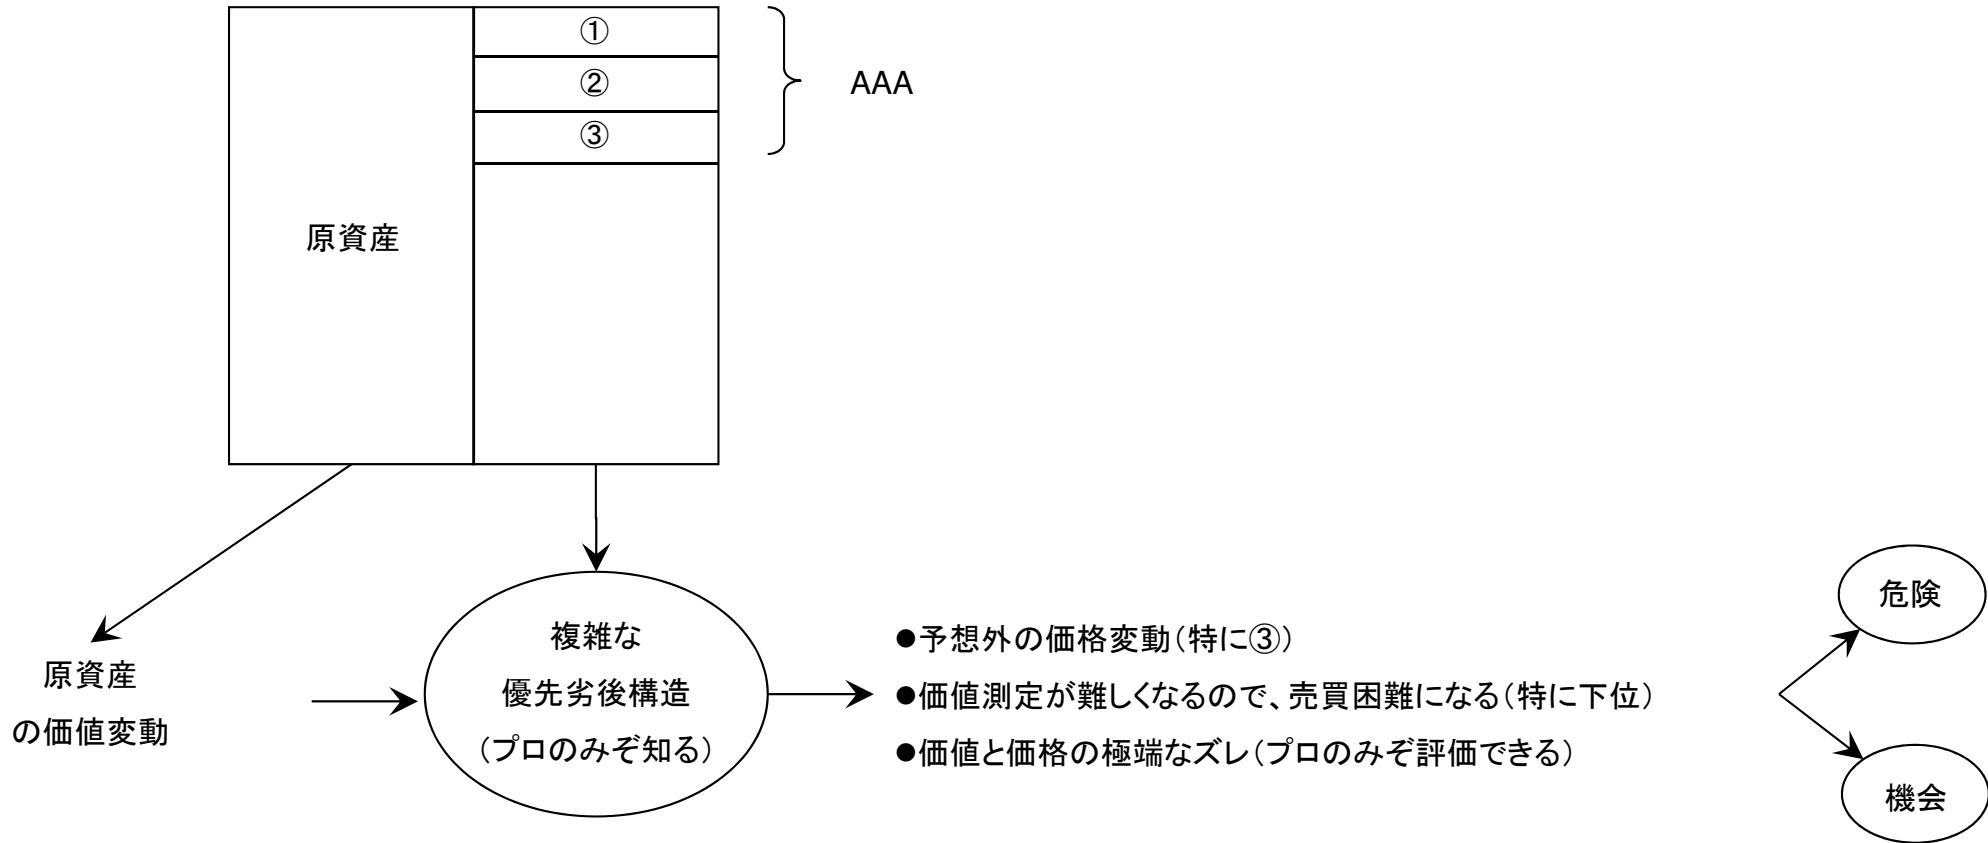 ①
②
③
AAA
原資産
原資産
の価値変動
複雑な
優先劣後構造
（プロのみぞ知る）
●予想外の価格変動（特に③）
●価値測定が難しくなるので、売買困難になる（特に下位）
●価値と価格の極端なズレ（プロのみぞ評価できる）
危険
機会